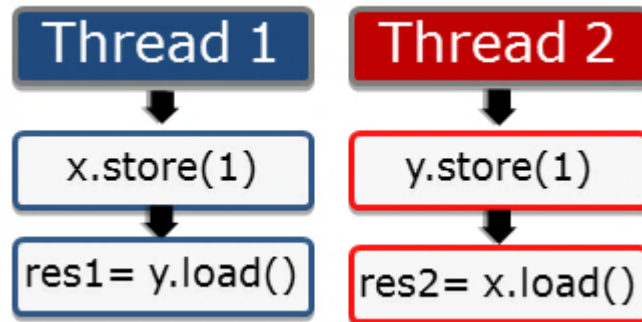 Thread 1
x.store(1)
res1= y.load()
Thread 2
y.store(1)
res2= x.load()